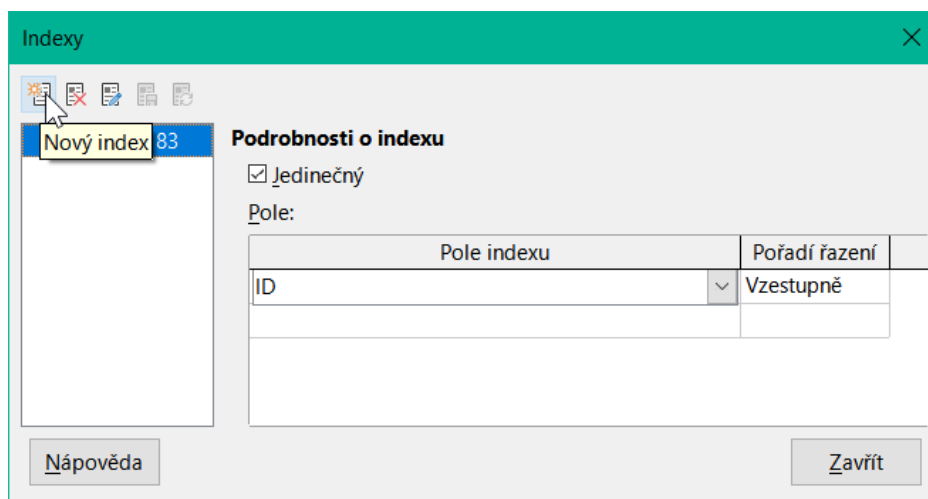 Indexy
Nový index 83
Podrobnosti o indexu
Jedinečný
Pole:
Pole indexu Pořadí řazení
ID Vzestupně
Nápověda Zavřít